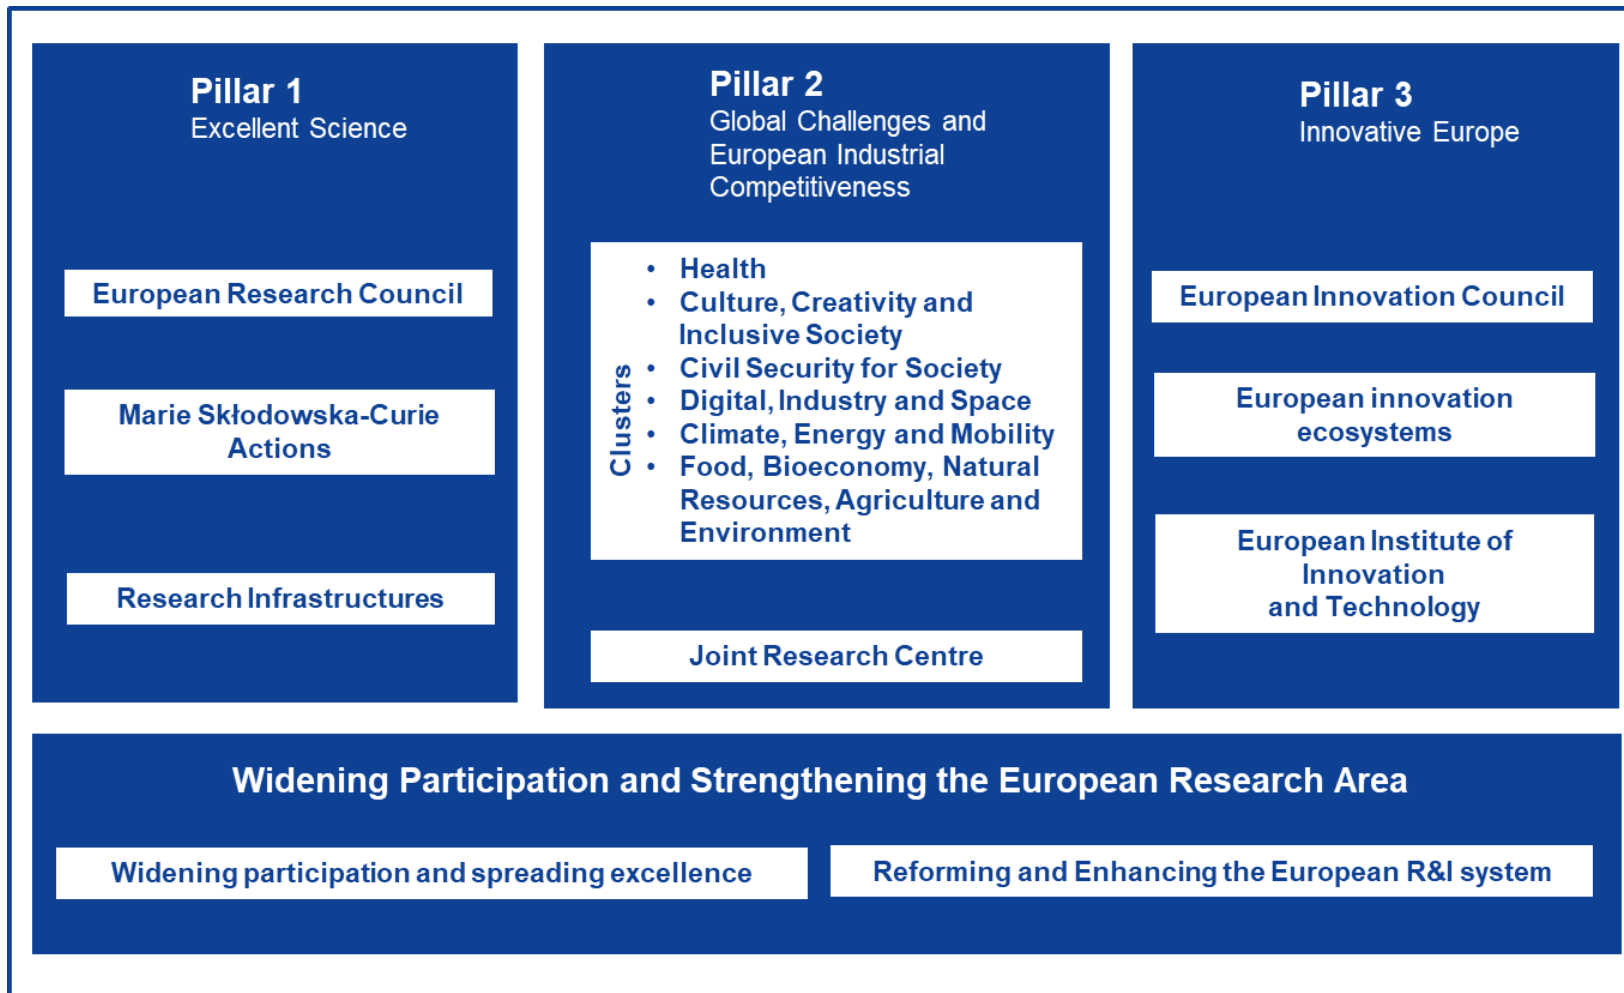 Pillar 1
Excellent Science
European Research Council
Marie Skłodowska-Curie
Actions
Research Infrastructures
Pillar 2
Global Challenges and
European Industrial
Competitiveness
Clusters
• Health
• Culture, Creativity and
Inclusive Society
• Civil Security for Society
• Digital, Industry and Space
• Climate, Energy and Mobility
• Food, Bioeconomy, Natural
Resources, Agriculture and
Environment
Joint Research Centre
Pillar 3
Innovative Europe
European Innovation Council
European innovation
ecosystems
European Institute of
Innovation
and Technology
Widening Participation and Strengthening the European Research Area
Widening participation and spreading excellence
Reforming and Enhancing the European R&I system